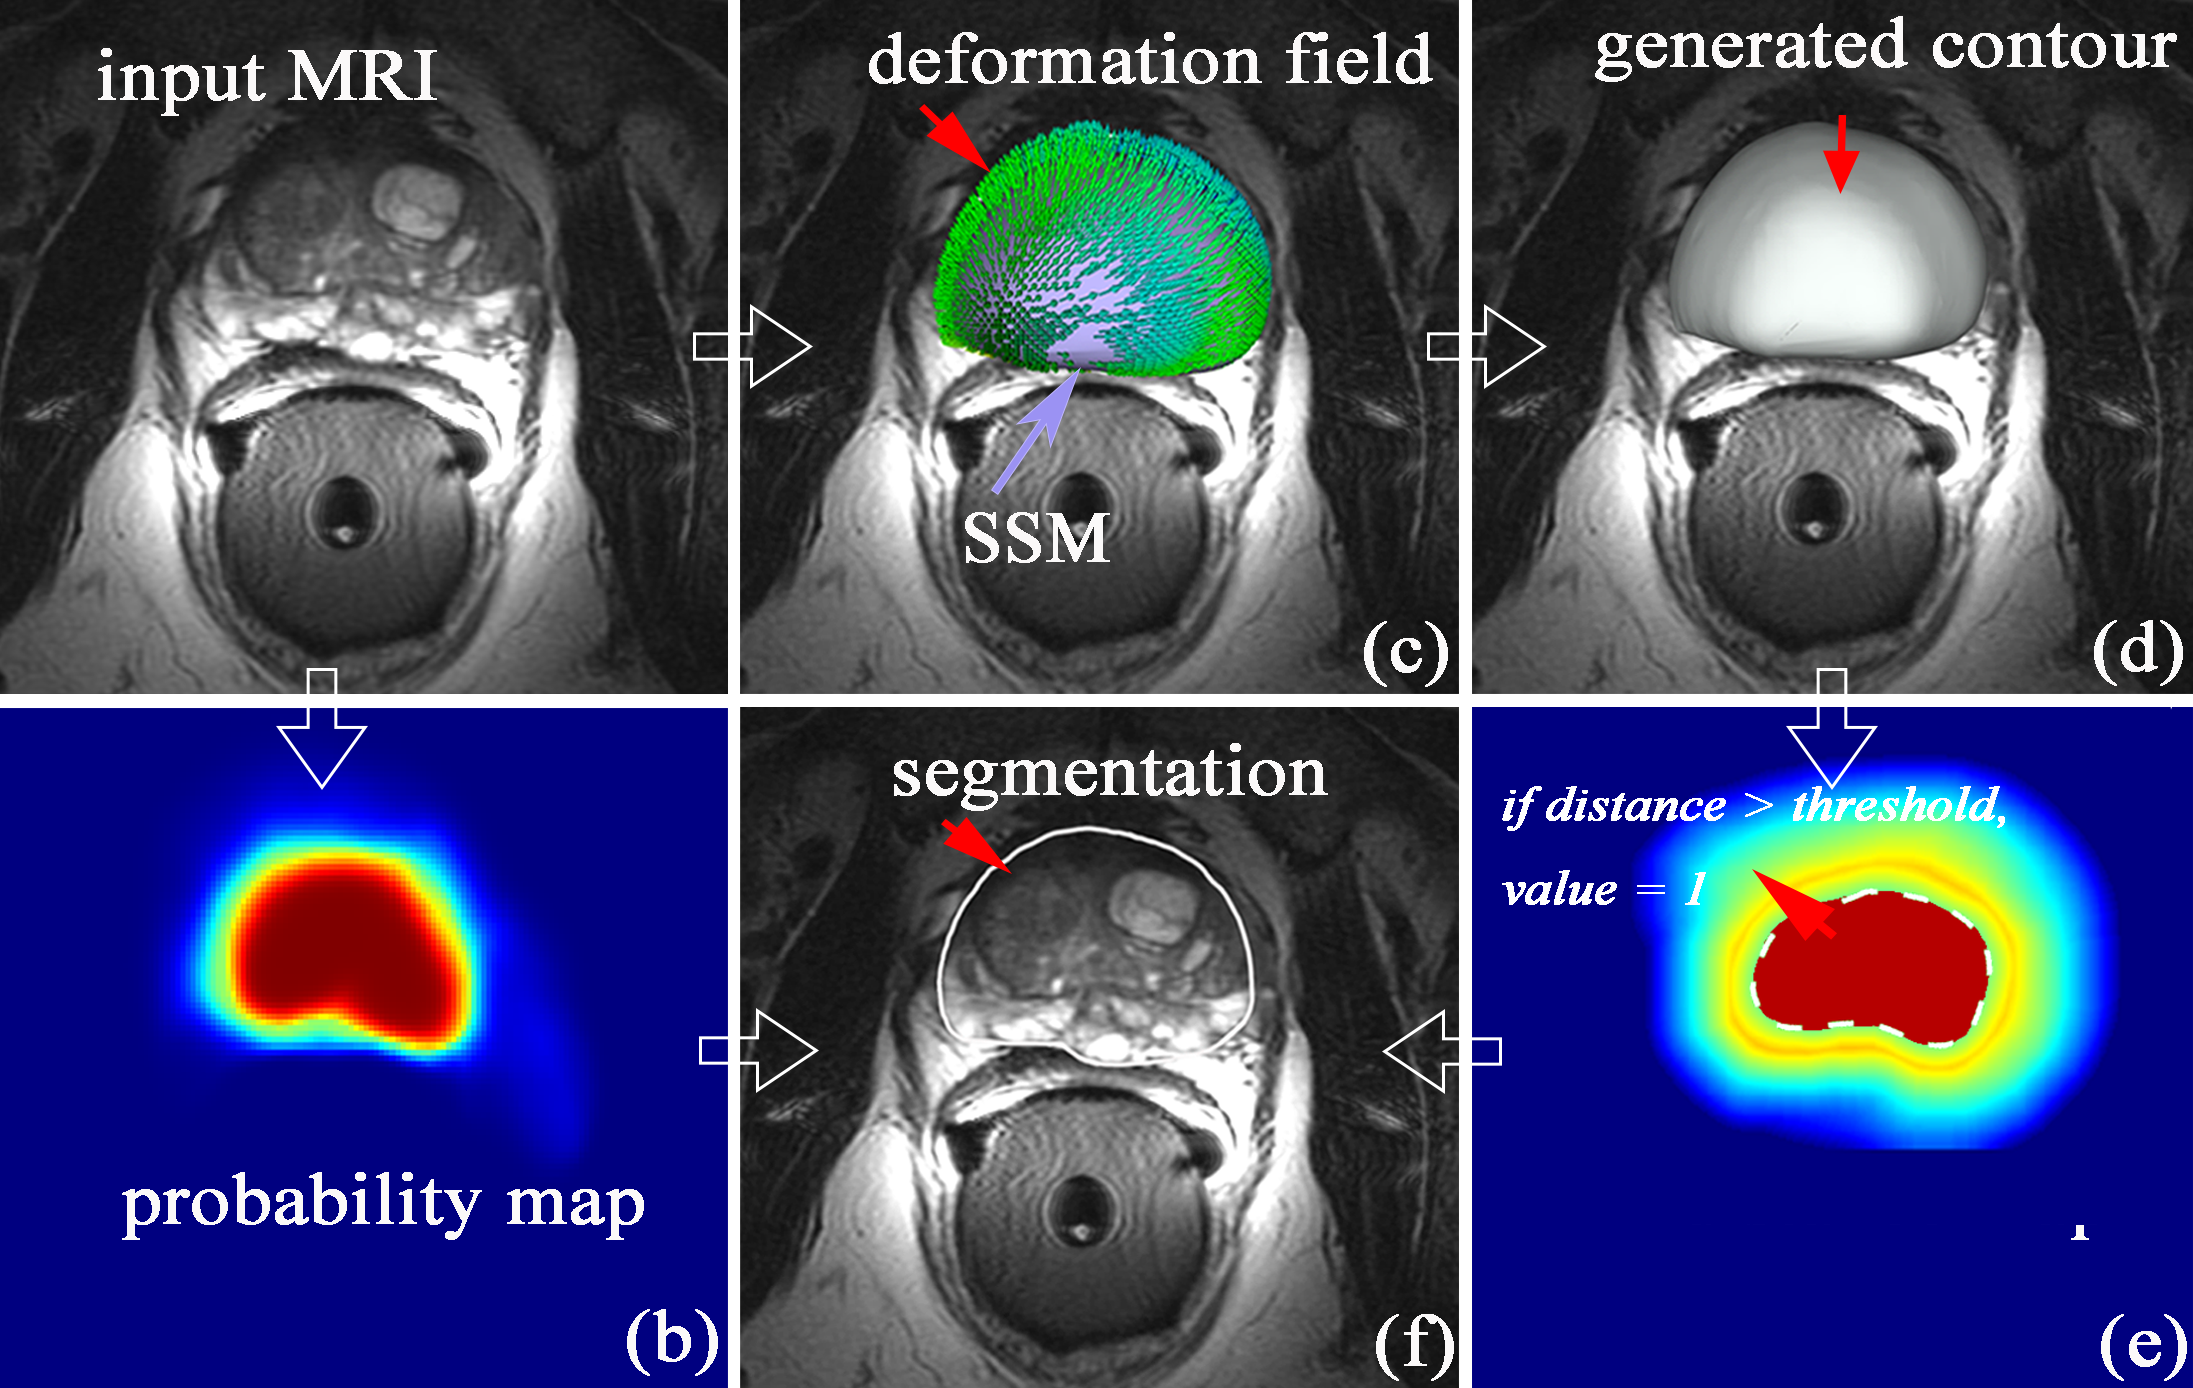 input MRI
deformation field
SSM
(c)
generated contour
(d)
probability map
(b)
segmentation
(f)
if distance > threshold,
value = 1
(e)